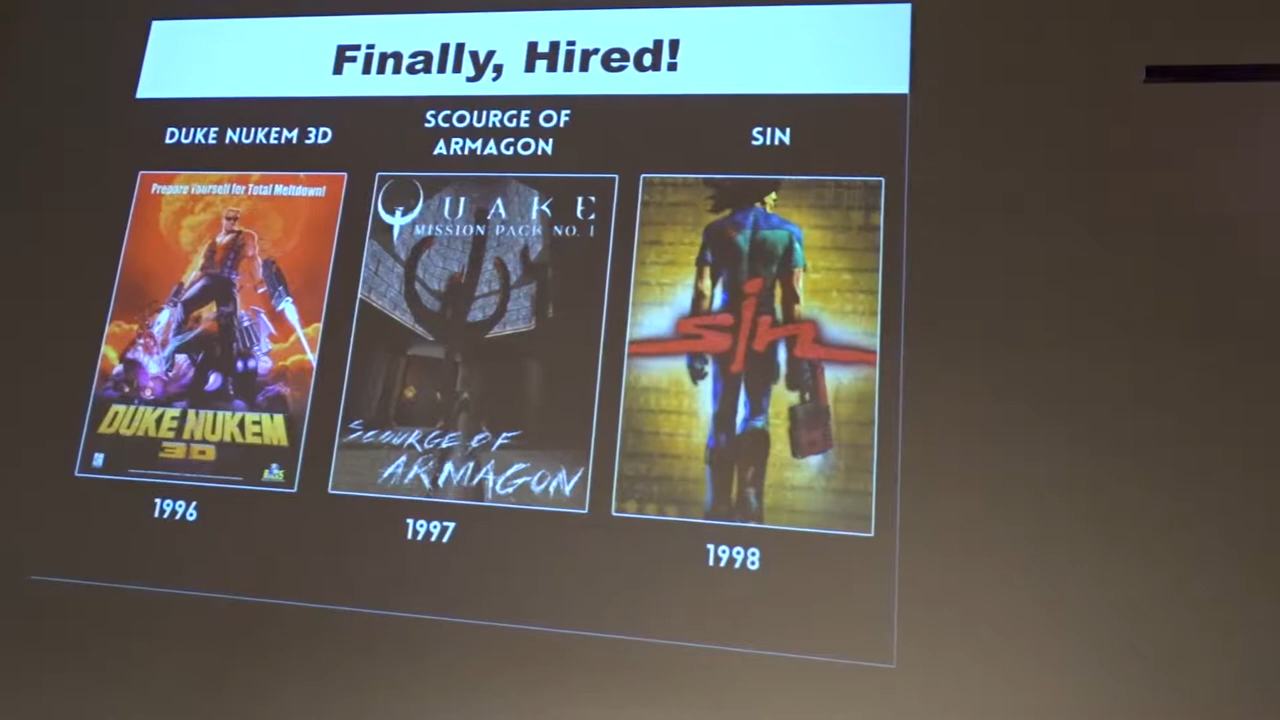 Finally, Hired!
DUKE NUKEM 3D
SCOURGE OF
ARMAGON
SIN
Prepare Yourself for Total Meltdown!
DUKE NUKEM
3D
QUAKE
MISSION PACK NO. 1
SCOURGE OF
ARMAGON
sin
1996
1997
1998